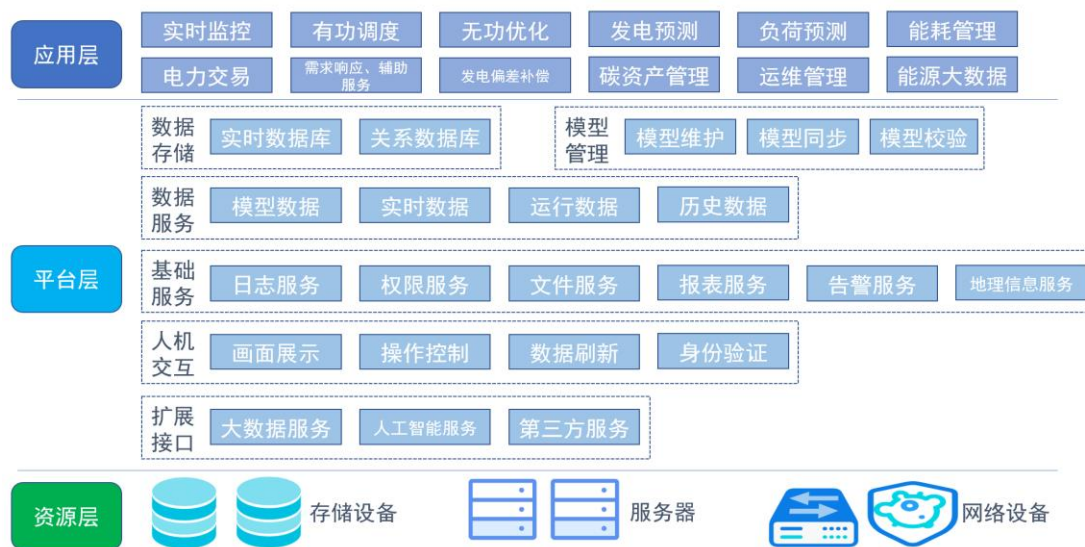 应用层
实时监控 有功调度 无功优化 发电预测 负荷预测 能耗管理
电力交易 需求响应、辅助
服务 发电偏差补偿 碳资产管理 运维管理 能源大数据
平台层
数据
存储
实时数据库 关系数据库
模型
管理
模型维护 模型同步 模型校验
数据
服务
模型数据 实时数据 运行数据 历史数据
基础
服务
日志服务 权限服务 文件服务 报表服务 告警服务 地理信息服务
人机
交互
画面展示 操作控制 数据刷新 身份验证
扩展
接口
大数据服务 人工智能服务 第三方服务
资源层
存储设备 服务器 网络设备